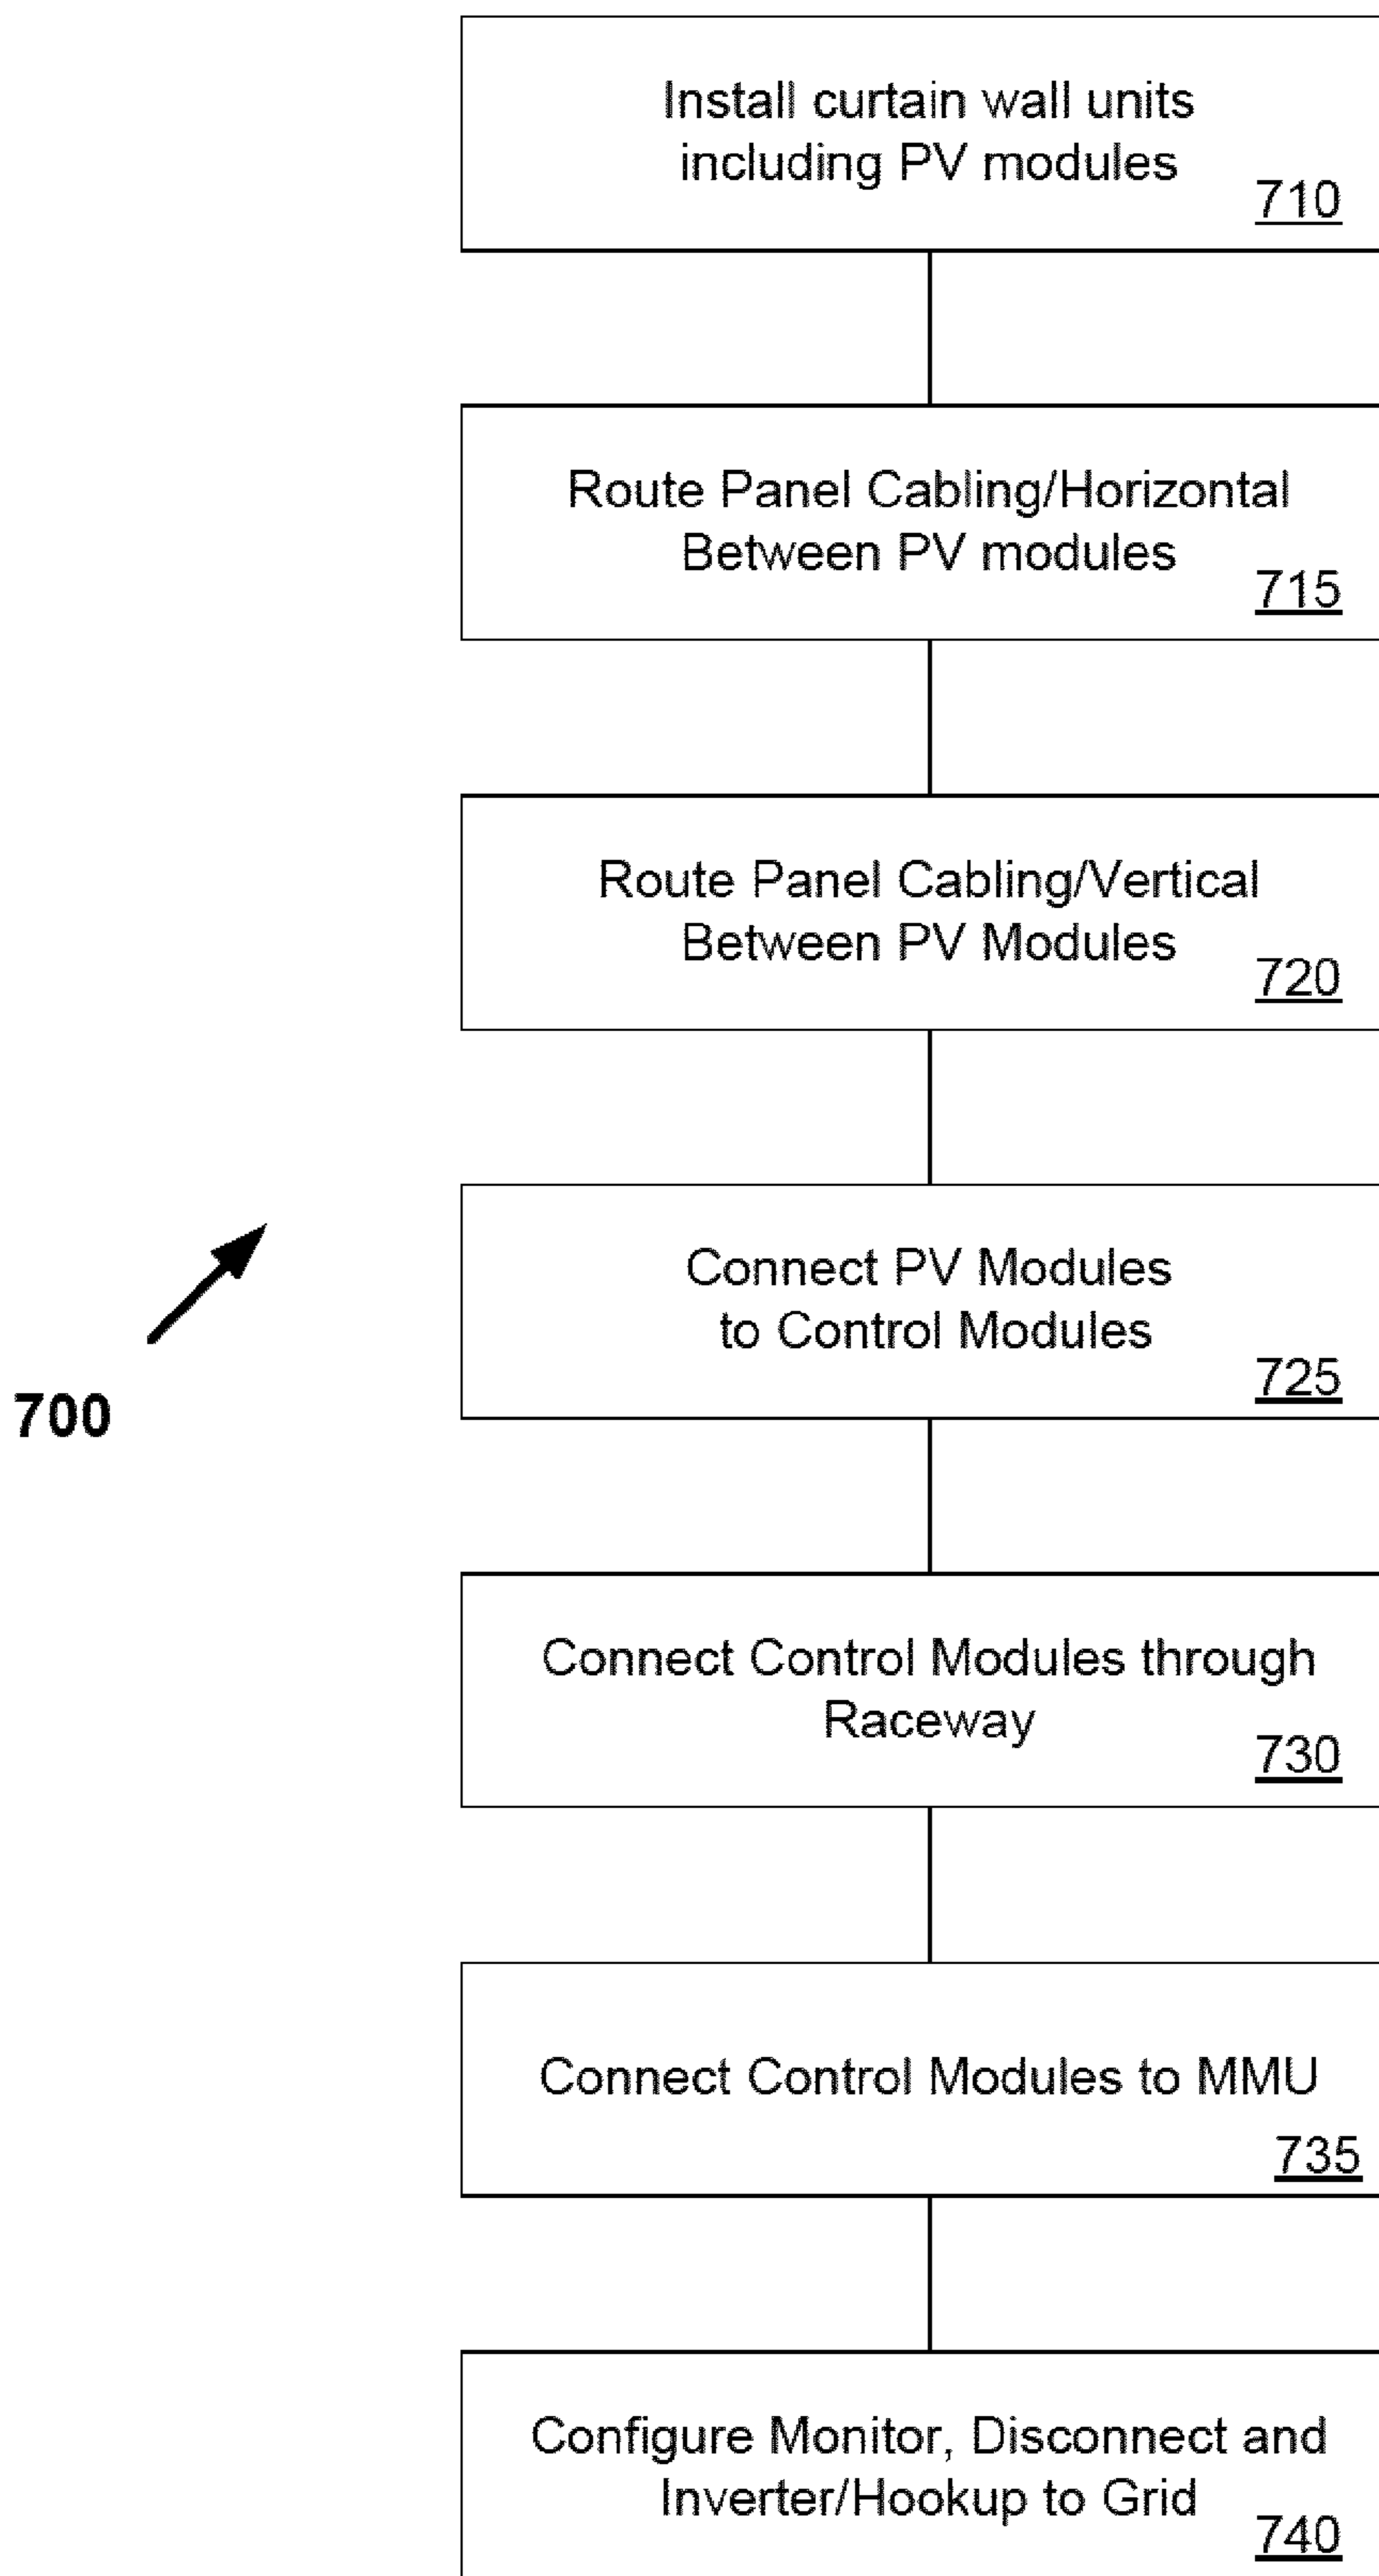 Install curtain wall units
including PV modules
710
Route Panel Cabling/Horizontal
Between PV modules
715
Route Panel Cabling/Vertical
Between PV Modules
720
Connect PV Modules
to Control Modules
725
700
Connect Control Modules through
Raceway
730
Connect Control Modules to MMU
735
Configure Monitor, Disconnect and
Inverter/Hookup to Grid
740